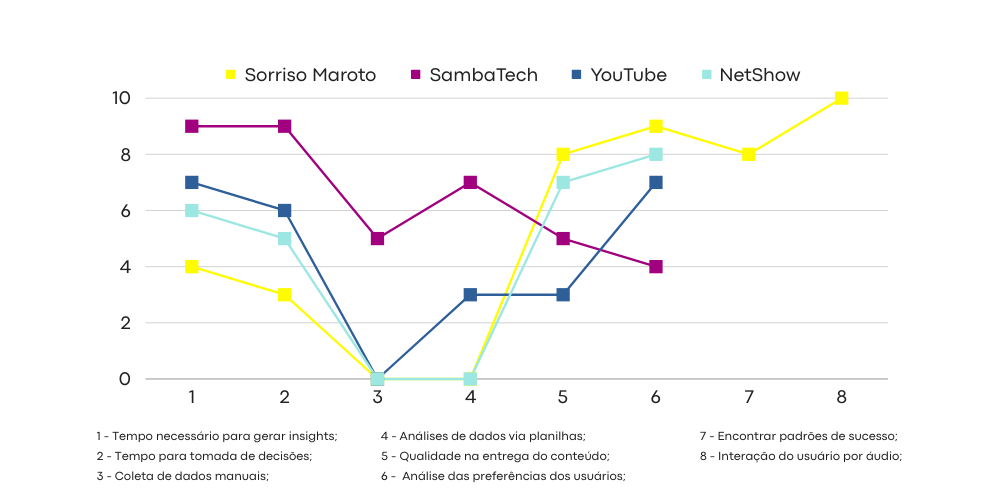 Sorriso Maroto SambaTech YouTube NetShow
10
8
6
4
2
0
1 2 3 4 5 6 7 8
1 - Tempo necessário para gerar insights;
2 - Tempo para tomada de decisões;
3 - Coleta de dados manuais;
4 - Análises de dados via planilhas;
5 - Qualidade na entrega do conteúdo;
6 - Análise das preferências dos usuários;
7 - Encontrar padrões de sucesso;
8 - Interação do usuário por áudio;